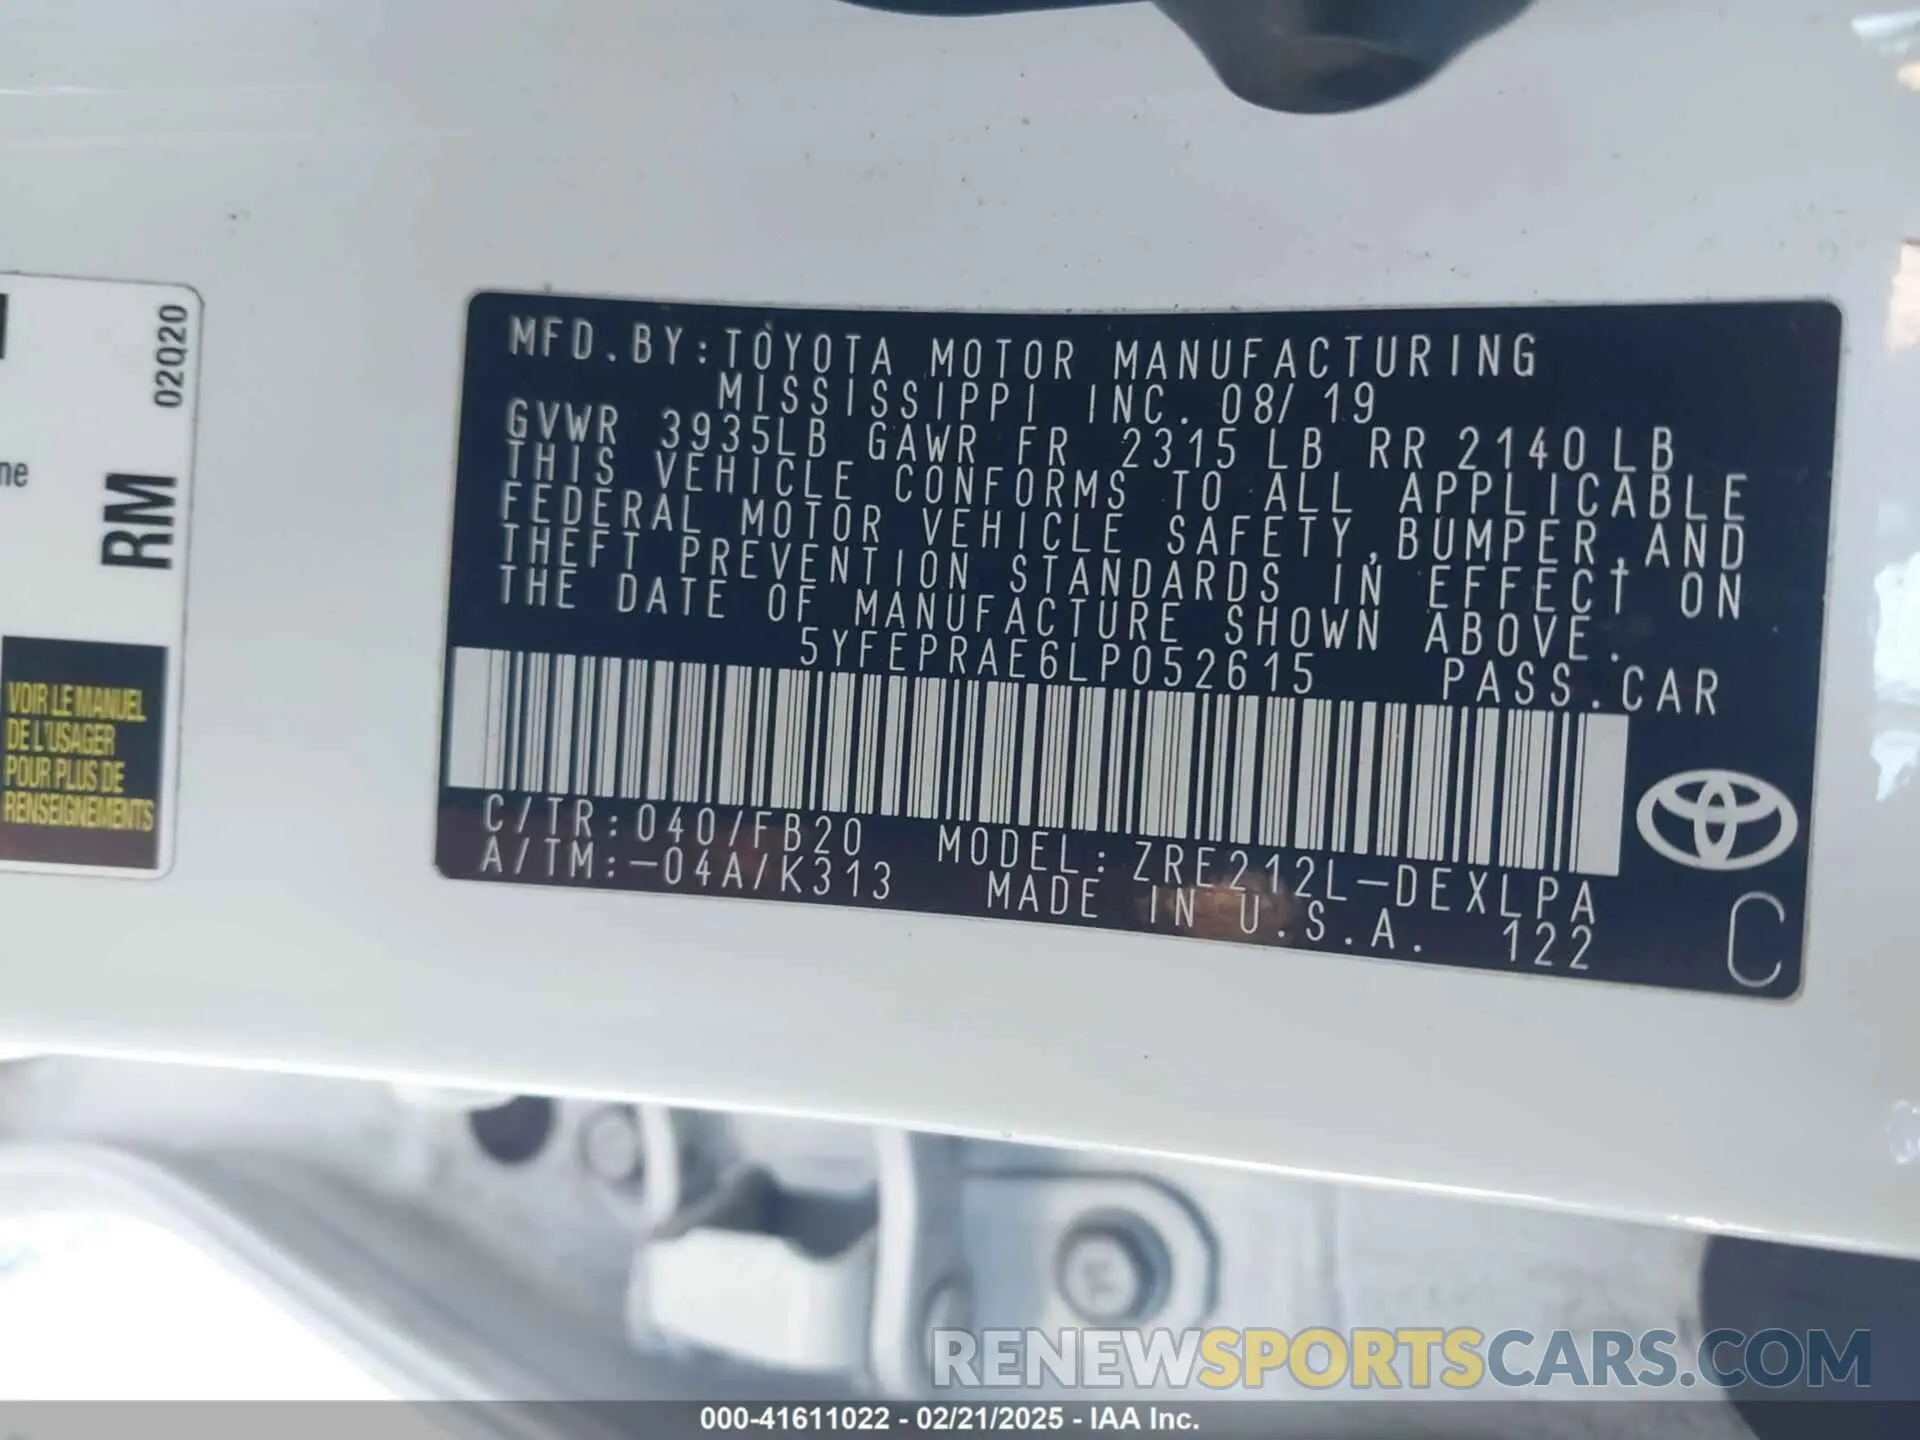 02Q20
ne
RM
VOIR LE MANUEL
DE L'USAGER
POUR PLUS DE
RENSEIGNEMENTS
MFD.BY:TOYOTA MOTOR MANUFACTURING
MISSISSIPPI INC. 08/19
GVWR 3935LB GAWR FR 2315LB RR 2140LB
THIS VEHICLE CONFORMS TO ALL APPLICABLE
FEDERAL MOTOR VEHICLE SAFETY,BUMPER,AND
THEFT PREVENTION STANDARDS IN EFFECT ON
THE DATE OF MANUFACTURE SHOWN ABOVE.
5YFEPRAE6LP052615 PASS.CAR
C/TR:040/FB20 MODEL:ZRE212L-DEXLPA
A/TM:-04A/K313 MADE IN U.S.A. 122
C
RENEWSPORTSCARS.COM
000-41611022 - 02/21/2025 - IAA Inc.